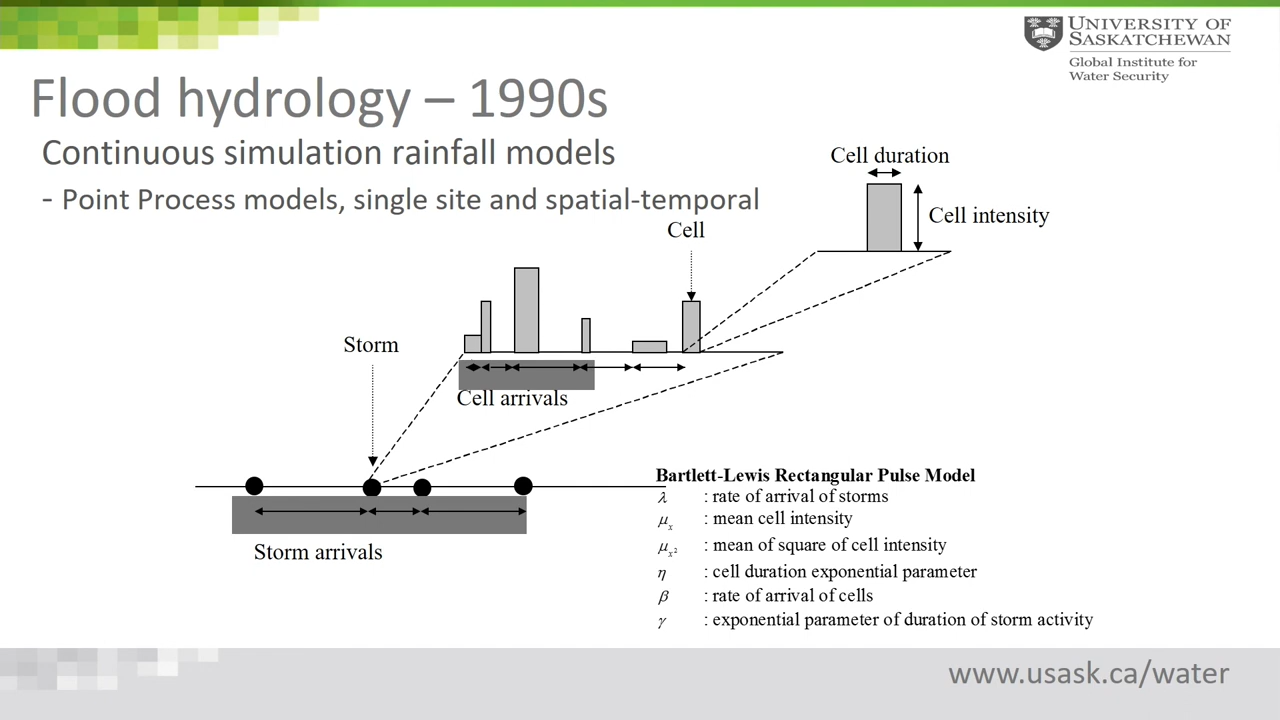 UNIVERSITY OF
SASKATCHEWAN
Global Institute for
Water Security
Flood hydrology – 1990s
Continuous simulation rainfall models
- Point Process models, single site and spatial-temporal
Cell duration
Cell intensity
Cell
Storm
Cell arrivals
Storm arrivals
Bartlett-Lewis Rectangular Pulse Model
λ : rate of arrival of storms
μx : mean cell intensity
μx² : mean of square of cell intensity
η : cell duration exponential parameter
β : rate of arrival of cells
γ : exponential parameter of duration of storm activity
www.usask.ca/water